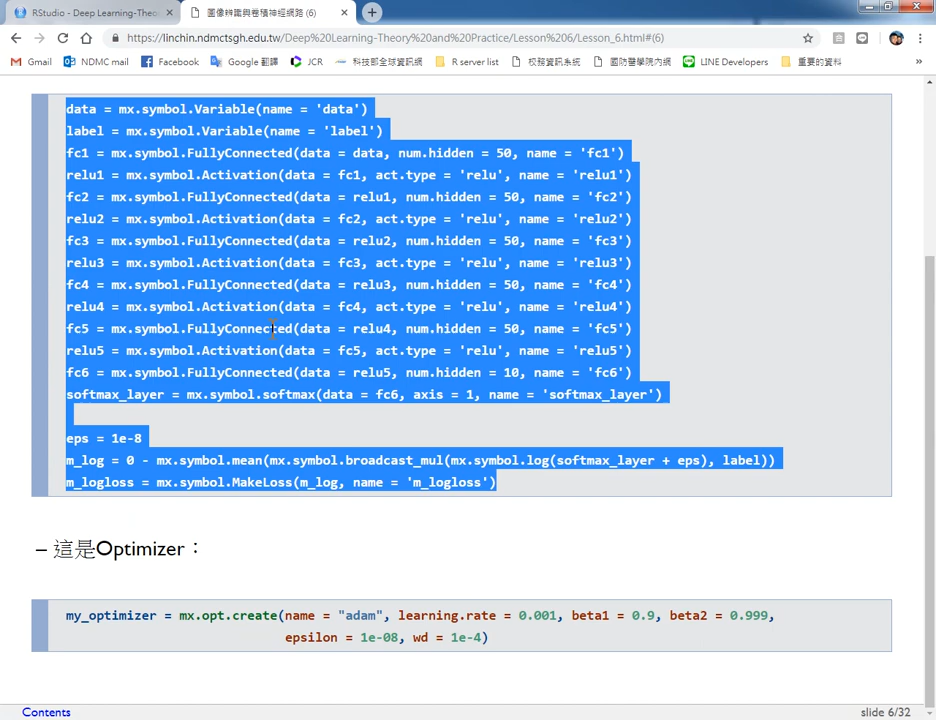 RStudio - Deep Learning-Theo
圖像辨識與卷積神經網路 (6)
https://linchin.ndmctsgh.edu.tw/Deep%20Learning-Theory%20and%20Practice/Lesson%206/Lesson_6.html#(6)
Gmail NDMC mail Facebook Google 翻譯 JCR 科技部全球資訊網 R server list 校務資訊系統 國防醫學院內網 LINE Developers 重要的資料 »
data = mx.symbol.Variable(name = 'data')
label = mx.symbol.Variable(name = 'label')
fc1 = mx.symbol.FullyConnected(data = data, num.hidden = 50, name = 'fc1')
relu1 = mx.symbol.Activation(data = fc1, act.type = 'relu', name = 'relu1')
fc2 = mx.symbol.FullyConnected(data = relu1, num.hidden = 50, name = 'fc2')
relu2 = mx.symbol.Activation(data = fc2, act.type = 'relu', name = 'relu2')
fc3 = mx.symbol.FullyConnected(data = relu2, num.hidden = 50, name = 'fc3')
relu3 = mx.symbol.Activation(data = fc3, act.type = 'relu', name = 'relu3')
fc4 = mx.symbol.FullyConnected(data = relu3, num.hidden = 50, name = 'fc4')
relu4 = mx.symbol.Activation(data = fc4, act.type = 'relu', name = 'relu4')
fc5 = mx.symbol.FullyConnected(data = relu4, num.hidden = 50, name = 'fc5')
relu5 = mx.symbol.Activation(data = fc5, act.type = 'relu', name = 'relu5')
fc6 = mx.symbol.FullyConnected(data = relu5, num.hidden = 10, name = 'fc6')
softmax_layer = mx.symbol.softmax(data = fc6, axis = 1, name = 'softmax_layer')
eps = 1e-8
m_log = 0 - mx.symbol.mean(mx.symbol.broadcast_mul(mx.symbol.log(softmax_layer + eps), label))
m_logloss = mx.symbol.MakeLoss(m_log, name = 'm_logloss')
– 這是Optimizer：
my_optimizer = mx.opt.create(name = "adam", learning.rate = 0.001, beta1 = 0.9, beta2 = 0.999,
epsilon = 1e-08, wd = 1e-4)
Contents
slide 6/32